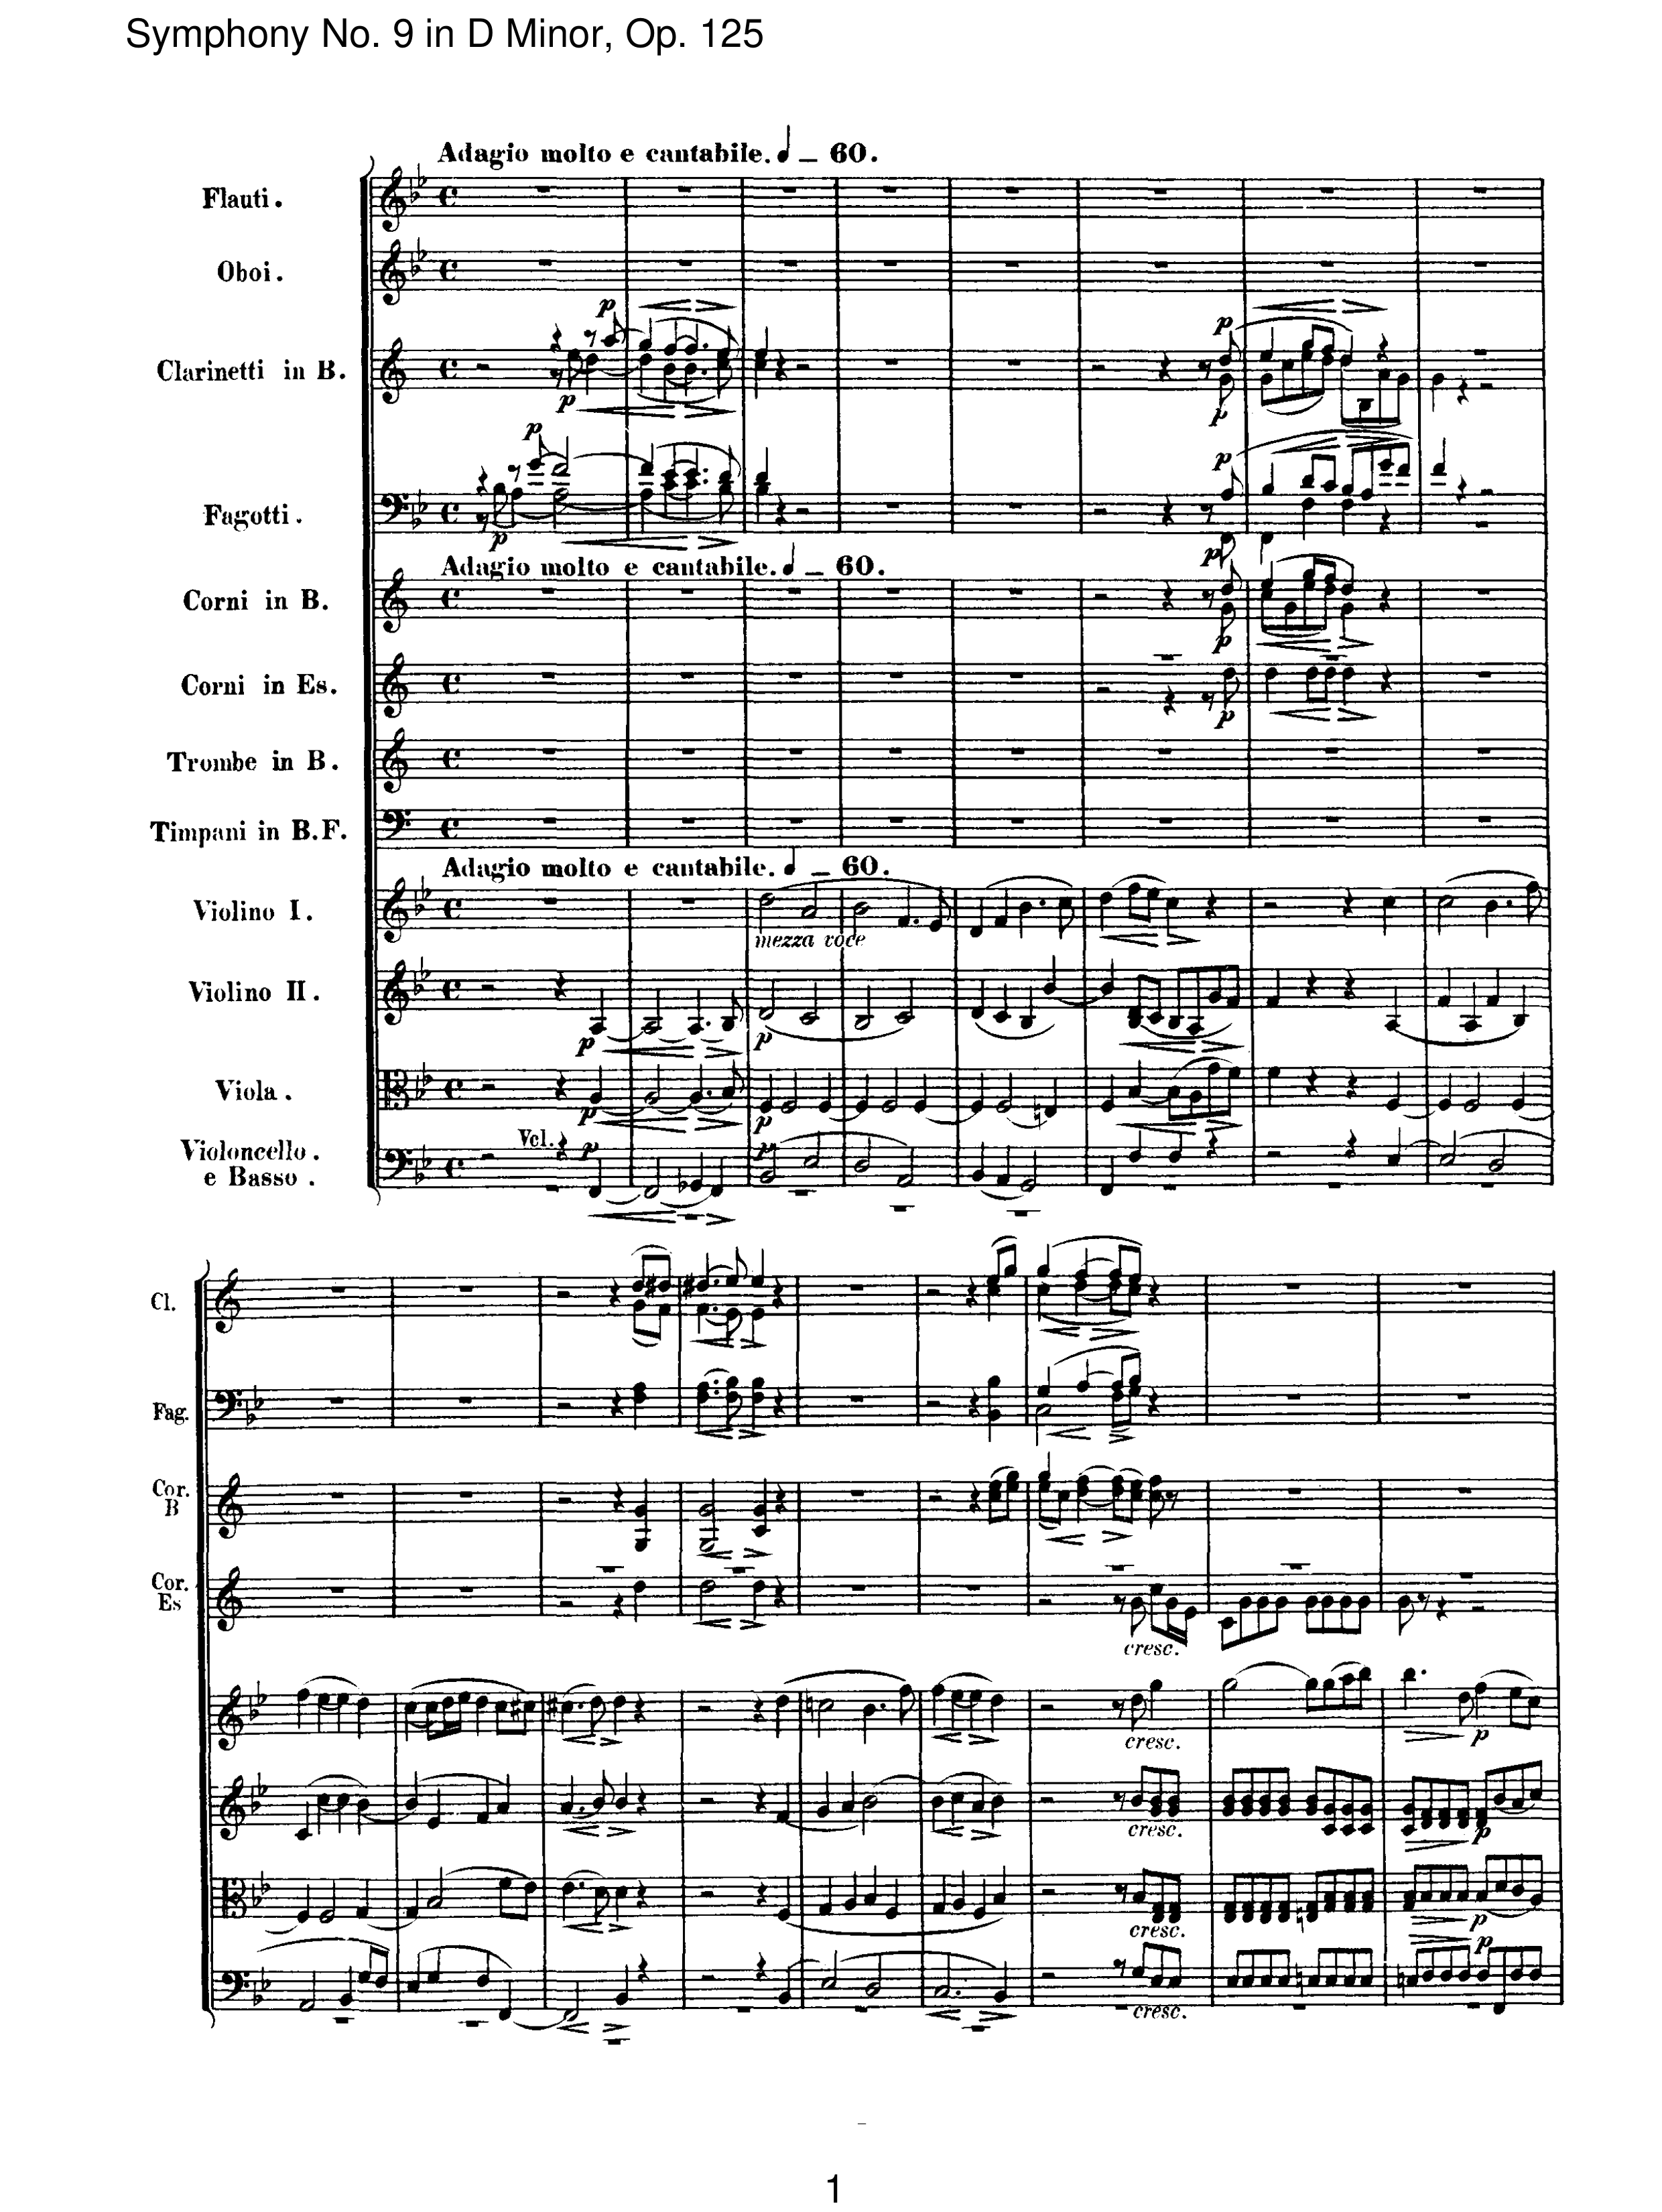 Symphony No. 9 in D Minor, Op. 125
Adagio molto e cantabile. ♩ = 60.
Flauti.
Oboi.
p
Clarinetti in B.
p
p
p
p
Fagotti.
p
p
p
Adagio molto e cantabile. ♩ = 60.
Corni in B.
p
Corni in Es.
p
Trombe in B.
Timpani in B.F.
Adagio molto e cantabile. ♩ = 60.
Violino I.
mezza voce
Violino II.
p
p
Viola.
p
p
Violoncello.
e Basso.
Vcl.
p
p
Cl.
Fag.
Cor.
B
Cor.
Es
cresc.
cresc.
p
cresc.
p
cresc.
p
p
cresc.
1